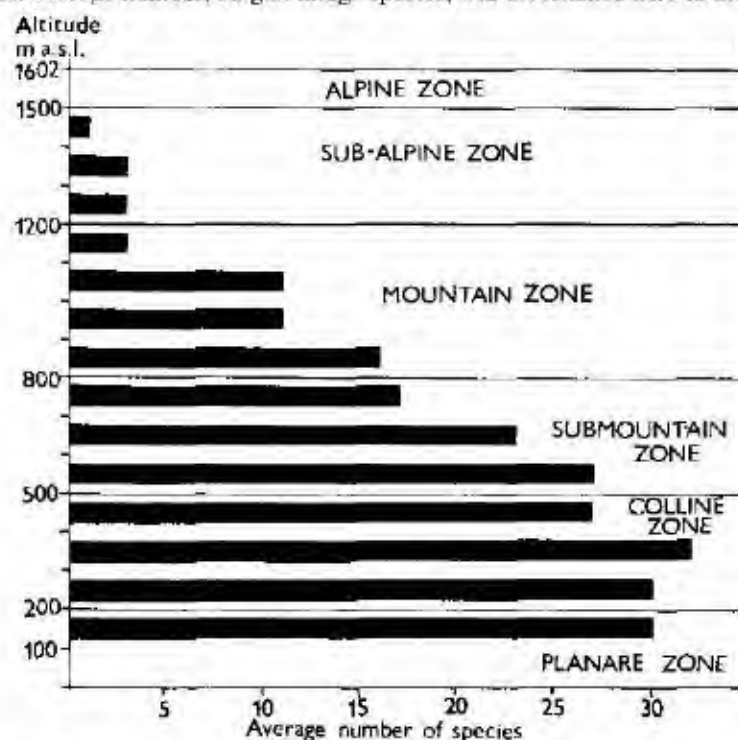 Altitude
m a.s.l.
1602
ALPINE ZONE
1500
SUB-ALPINE ZONE
1200
MOUNTAIN ZONE
800
SUBMOUNTAIN
ZONE
500
COLLINE
ZONE
200
100
PLANARE ZONE
5 10 15 20 25 30
Average number of species